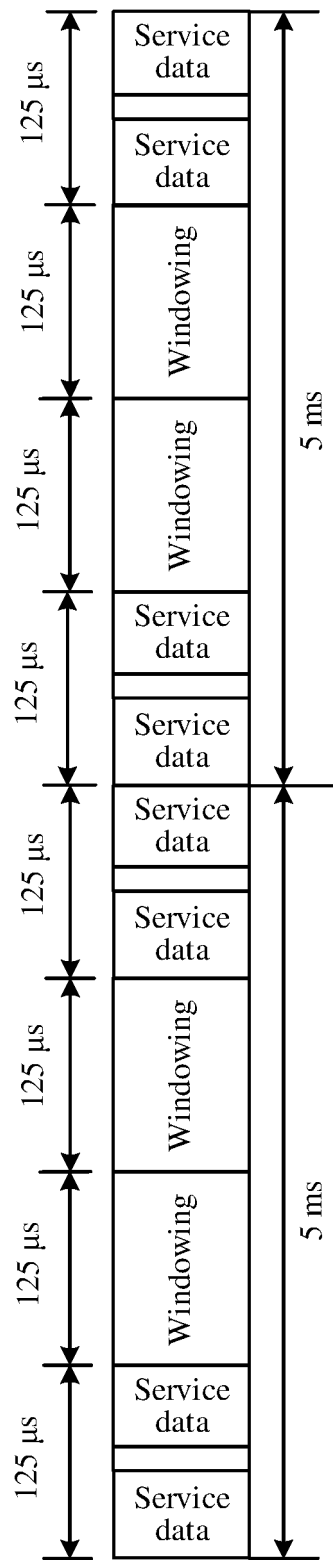 Service
data
125 μs
Service
data
125 μs
Windowing
5 ms
125 μs
Windowing
125 μs
Service
data
Service
data
125 μs
Service
data
Service
data
125 μs
Windowing
5 ms
125 μs
Windowing
125 μs
Service
data
Service
data